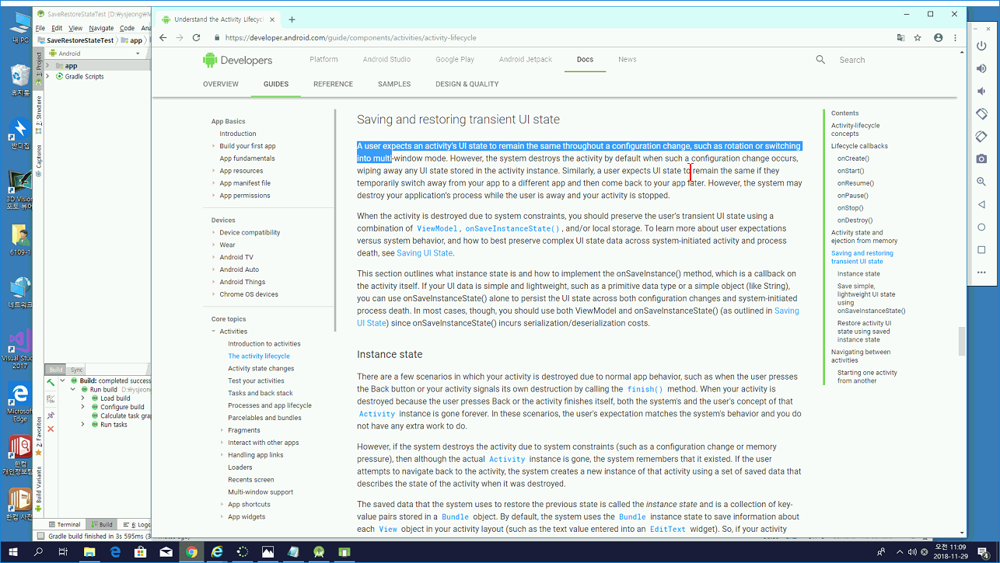 SaveRestoreStateTest [D:₩ysjeong₩
File Edit View Navigate Code
SaveRestoreStateTest app
Android
app
Gradle Scripts
1: Project
7: Structure
Captures
2: Favorites
Build Variants
내 PC
휴지통
반디집
3D Vision
포토 뷰어
6109-1
네트워크
Visual Studio
2017
Microsoft
Edge
한컴
한컴 사전
Build Sync
Build: completed success
Run build
Load build
Configure build
Calculate task
Run tasks
Terminal Build 6: Logc
Gradle build finished in 3s 595ms
Understand the Activity Lifecyc
https://developer.android.com/guide/components/activities/activity-lifecycle
Developers Platform Android Studio Google Play Android Jetpack Docs News Search
OVERVIEW GUIDES REFERENCE SAMPLES DESIGN & QUALITY
App Basics
Introduction
Build your first app
App fundamentals
App resources
App manifest file
App permissions
Devices
Device compatibility
Wear
Android TV
Android Auto
Android Things
Chrome OS devices
Core topics
Activities
Introduction to activities
The activity lifecycle
Activity state changes
Test your activities
Tasks and back stack
Processes and app lifecycle
Parcelables and bundles
Fragments
Interact with other apps
Handling app links
Loaders
Recents screen
Multi-window support
App shortcuts
App widgets
Saving and restoring transient UI state
A user expects an activity's UI state to remain the same throughout a configuration change, such as rotation or switching
into multi-window mode. However, the system destroys the activity by default when such a configuration change occurs,
wiping away any UI state stored in the activity instance. Similarly, a user expects UI state to remain the same if they
temporarily switch away from your app to a different app and then come back to your app later. However, the system may
destroy your application's process while the user is away and your activity is stopped.
When the activity is destroyed due to system constraints, you should preserve the user's transient UI state using a
combination of ViewModel, onSaveInstanceState(), and/or local storage. To learn more about user expectations
versus system behavior, and how to best preserve complex UI state data across system-initiated activity and process
death, see Saving UI State.
This section outlines what instance state is and how to implement the onSaveInstance() method, which is a callback on
the activity itself. If your UI data is simple and lightweight, such as a primitive data type or a simple object (like String),
you can use onSaveInstanceState() alone to persist the UI state across both configuration changes and system-initiated
process death. In most cases, though, you should use both ViewModel and onSaveInstanceState() (as outlined in Saving
UI State) since onSaveInstanceState() incurs serialization/deserialization costs.
Instance state
There are a few scenarios in which your activity is destroyed due to normal app behavior, such as when the user presses
the Back button or your activity signals its own destruction by calling the finish() method. When your activity is
destroyed because the user presses Back or the activity finishes itself, both the system's and the user's concept of that
Activity instance is gone forever. In these scenarios, the user's expectation matches the system's behavior and you do
not have any extra work to do.
However, if the system destroys the activity due to system constraints (such as a configuration change or memory
pressure), then although the actual Activity instance is gone, the system remembers that it existed. If the user
attempts to navigate back to the activity, the system creates a new instance of that activity using a set of saved data that
describes the state of the activity when it was destroyed.
The saved data that the system uses to restore the previous state is called the instance state and is a collection of key-
value pairs stored in a Bundle object. By default, the system uses the Bundle instance state to save information about
each View object in your activity layout (such as the text value entered into an EditText widget). So, if your activity
Contents
Activity-lifecycle
concepts
Lifecycle callbacks
onCreate()
onStart()
onResume()
onPause()
onStop()
onDestroy()
Activity state and
ejection from memory
Saving and restoring
transient UI state
Instance state
Save simple,
lightweight UI state
using
onSaveInstanceState()
Restore activity UI
state using saved
instance state
Navigating between
activities
Starting one activity
from another
오전 11:09
2018-11-29
4